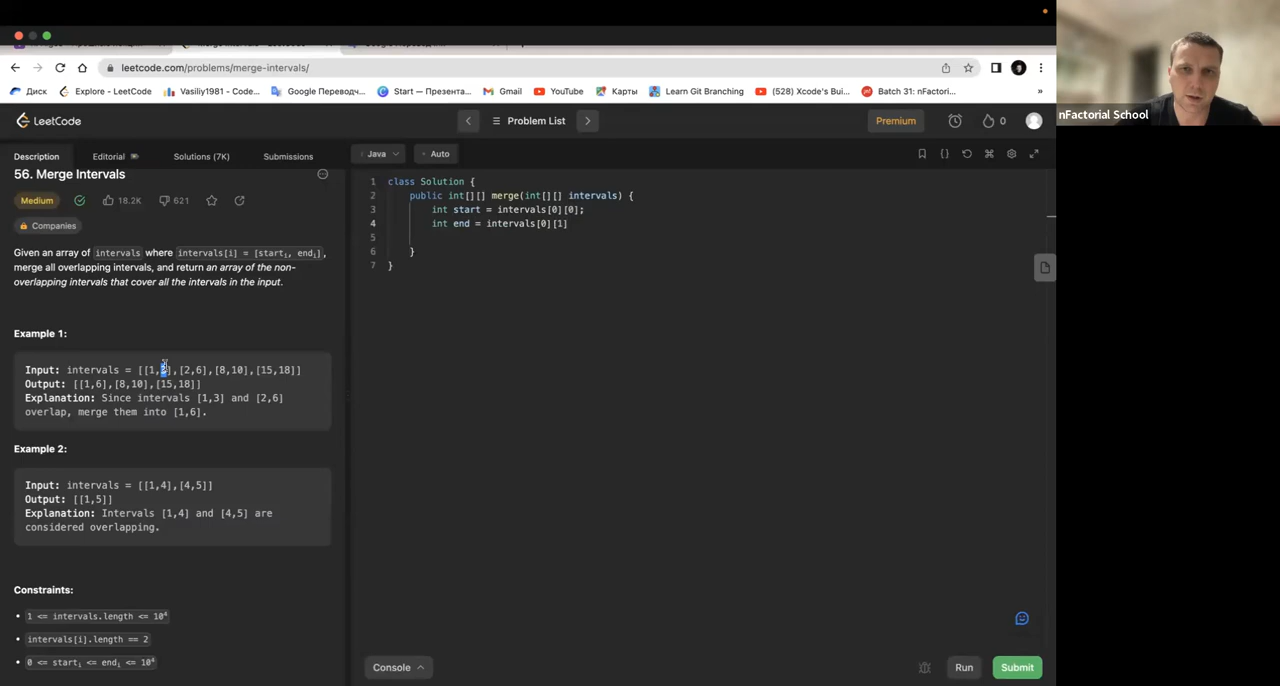 leetcode.com/problems/merge-intervals/
Диск
Explore - LeetCode
Vasiliy1981 - Code...
Google Переводч...
Start — Презента...
Gmail
YouTube
Карты
Learn Git Branching
(528) Xcode's Bui...
Batch 31: nFactori...
»
nFactorial School
LeetCode
Problem List
Premium
0
Description
Editorial
Solutions (7K)
Submissions
Java
Auto
56. Merge Intervals
Medium
18.2K
621
Companies
Given an array of intervals where intervals[i] = [starti, endi],
merge all overlapping intervals, and return an array of the non-
overlapping intervals that cover all the intervals in the input.
Example 1:
Input: intervals = [[1,3],[2,6],[8,10],[15,18]]
Output: [[1,6],[8,10],[15,18]]
Explanation: Since intervals [1,3] and [2,6]
overlap, merge them into [1,6].
Example 2:
Input: intervals = [[1,4],[4,5]]
Output: [[1,5]]
Explanation: Intervals [1,4] and [4,5] are
considered overlapping.
Constraints:
• 1 <= intervals.length <= 10⁴
• intervals[i].length == 2
• 0 <= starti <= endi <= 10⁴
1 class Solution {
2 public int[][] merge(int[][] intervals) {
3 int start = intervals[0][0];
4 int end = intervals[0][1]
5
6 }
7 }
Console
Run
Submit